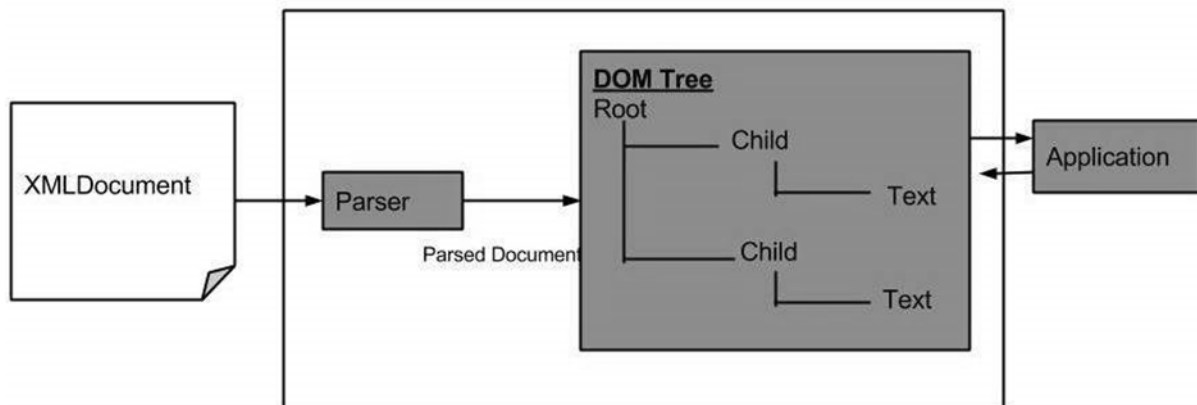 XMLDocument
Parser
Parsed Document
DOM Tree
Root
Child
Text
Child
Text
Application